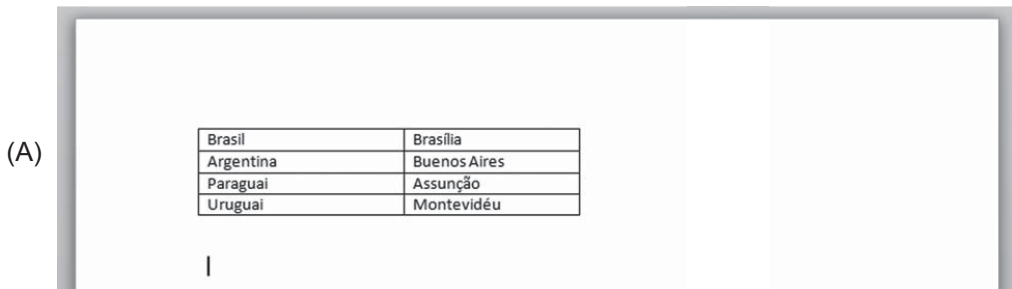 (A)
Brasil Brasília
Argentina Buenos Aires
Paraguai Assunção
Uruguai Montevidéu